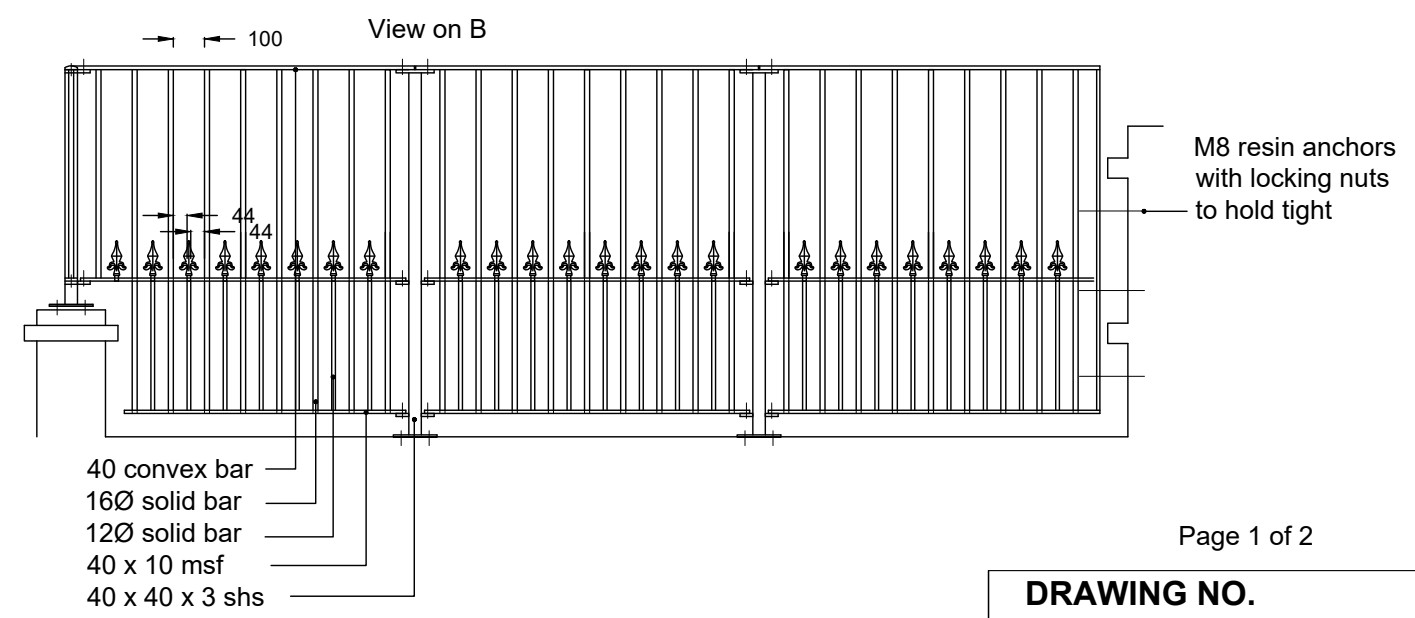 View on B
100
44
44
M8 resin anchors
with locking nuts
to hold tight
40 convex bar
16Ø solid bar
12Ø solid bar
40 x 10 msf
40 x 40 x 3 shs
Page 1 of 2
DRAWING NO.